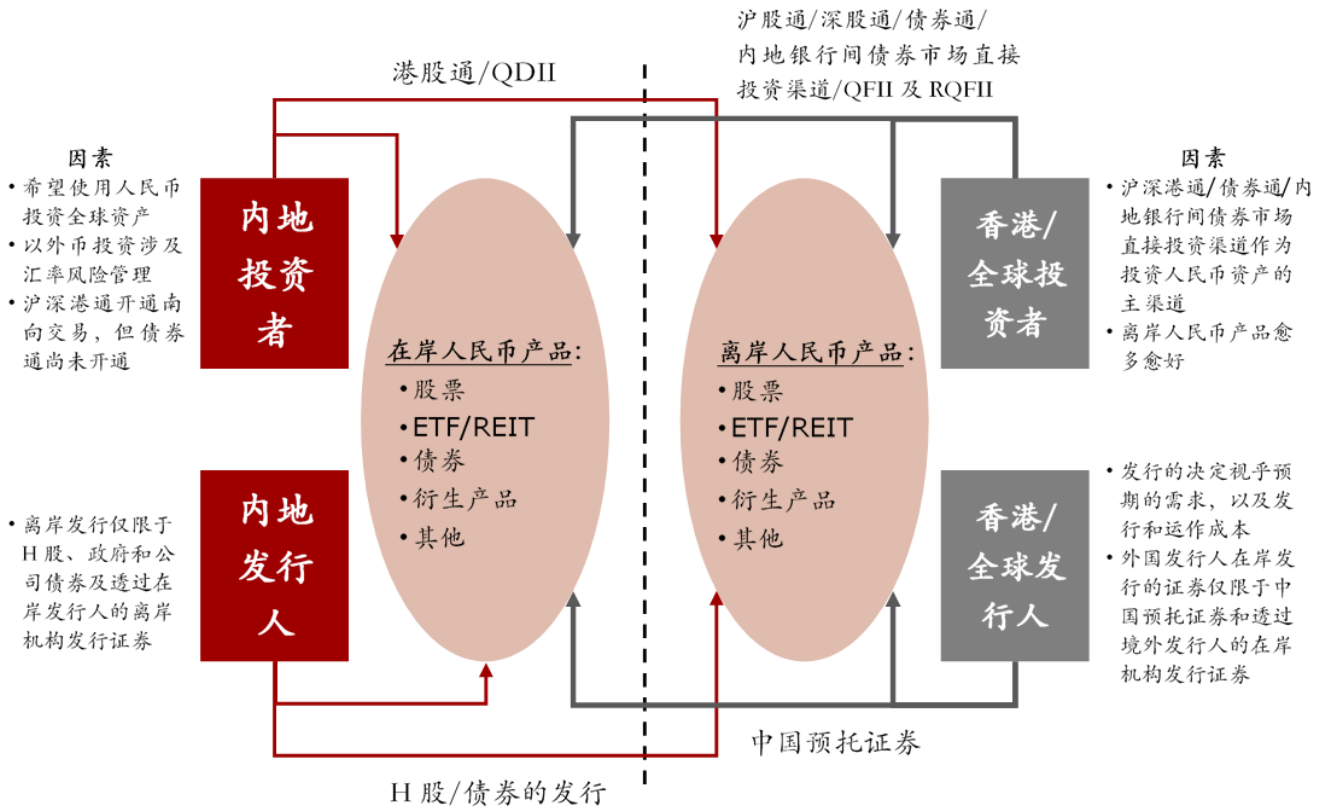 港股通/QDII
沪股通/深股通/债券通/
内地银行间债券市场直接
投资渠道/QFII 及 RQFII
因素
• 希望使用人民币
投资全球资产
• 以外币投资涉及
汇率风险管理
• 沪深港通开通南
向交易，但债券
通尚未开通
内地
投资
者
在岸人民币产品：
• 股票
• ETF/REIT
• 债券
• 衍生产品
• 其他
离岸人民币产品：
• 股票
• ETF/REIT
• 债券
• 衍生产品
• 其他
香港/
全球投
资者
因素
• 沪深港通/债券通/内
地银行间债券市场
直接投资渠道作为
投资人民币资产的
主渠道
• 离岸人民币产品愈
多愈好
• 离岸发行仅限于
H 股、政府和公
司债券及透过在
岸发行人的离岸
机构发行证券
内地
发行
人
香港/
全球发
行人
• 发行的决定视乎预
期的需求，以及发
行和运作成本
• 外国发行人在岸发
行的证券仅限于中
国预托证券和透过
境外发行人的在岸
机构发行证券
中国预托证券
H 股/债券的发行